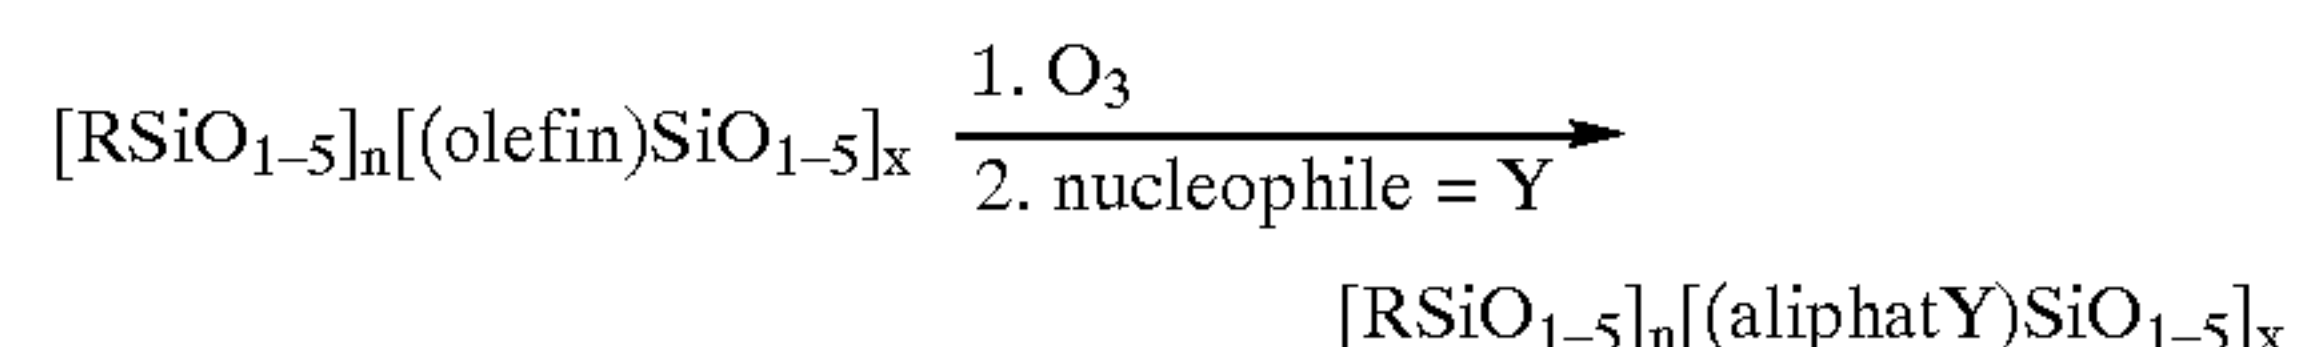 1. O₃
[RSiO₁₋₅]ₙ[(olefin)SiO₁₋₅]ₓ
2. nucleophile = Y
[RSiO₁₋₅]ₙ[(aliphatY)SiO₁₋₅]ₓ